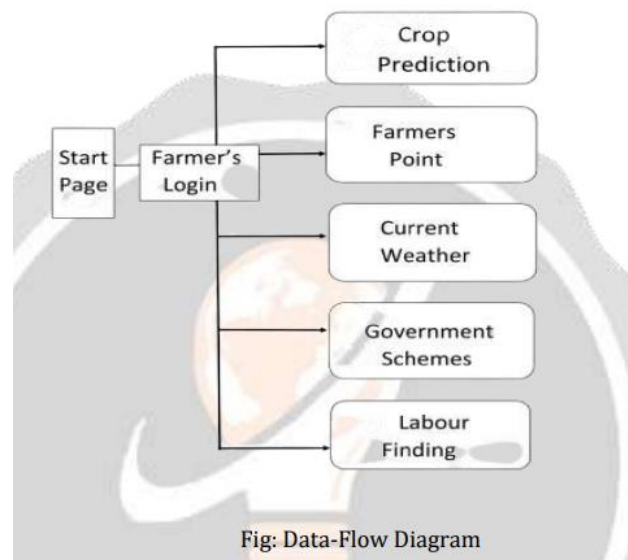 Crop
Prediction
Start
Page
Farmer's
Login
Farmers
Point
Current
Weather
Government
Schemes
Labour
Finding
Fig: Data-Flow Diagram